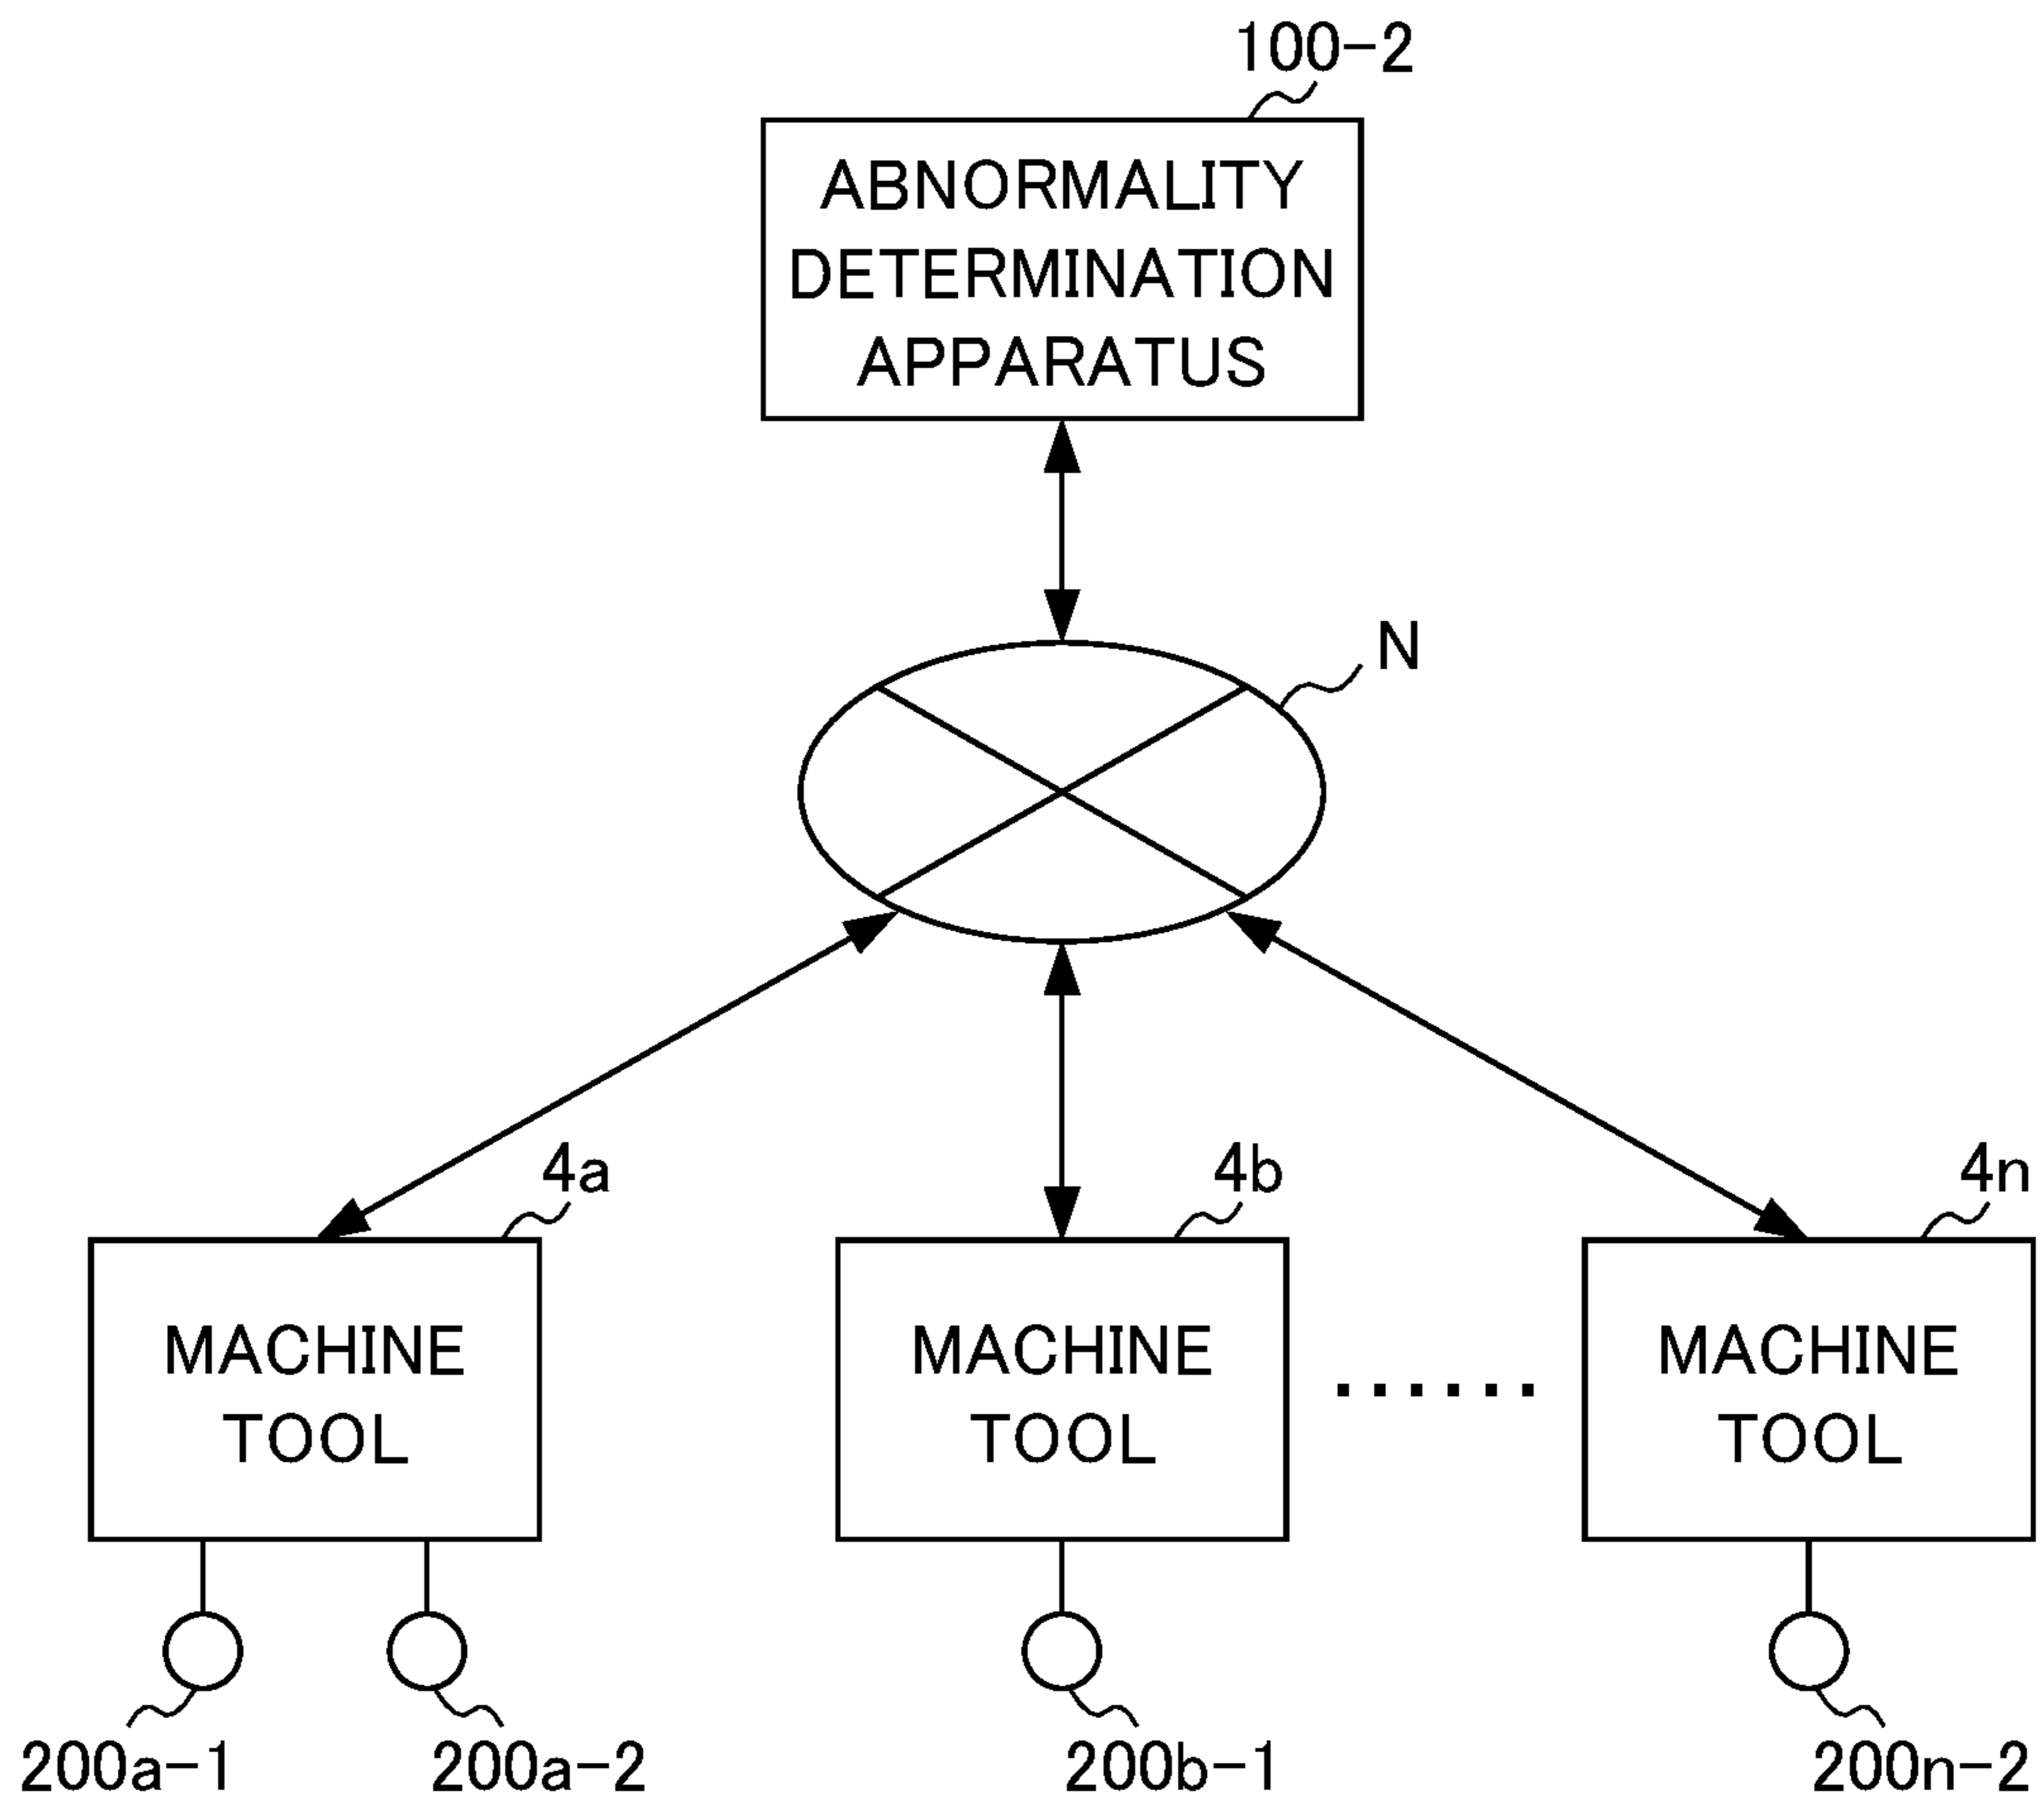 100-2
ABNORMALITY
DETERMINATION
APPARATUS
N
4a
4b
4n
MACHINE
TOOL
MACHINE
TOOL
MACHINE
TOOL
200a-1
200a-2
200b-1
200n-2